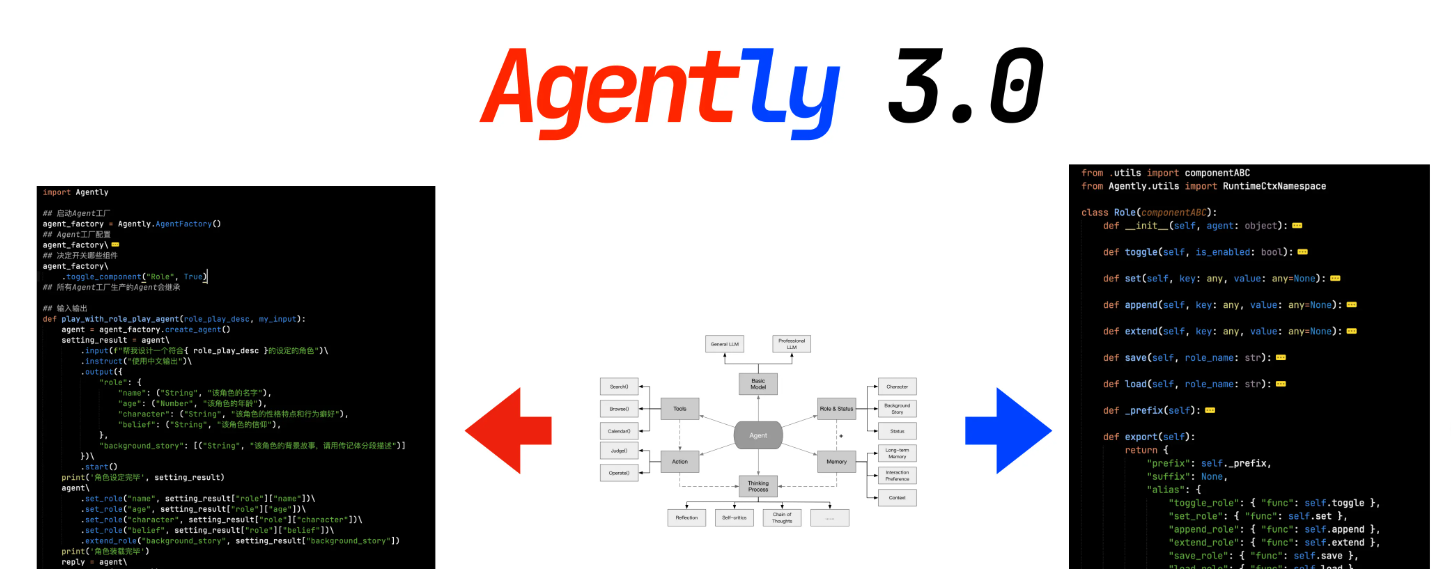 Agently 3.0
import Agently
## 启动Agent工厂
agent_factory = Agently.AgentFactory()
## Agent工厂配置
agent_factory\
## 决定开关哪些组件
agent_factory\
.toggle_component("Role", True)
## 所有Agent工厂生产的Agent会继承
## 输入输出
def play_with_role_play_agent(role_play_desc, my_input):
agent = agent_factory.create_agent()
setting_result = agent\
.input(f"帮我设计一个符合{ role_play_desc }的设定的角色")\
.instruct("使用中文输出")\
.output({
"role": {
"name": ("String", "该角色的名字"),
"age": ("Number", "该角色的年龄"),
"character": ("String", "该角色的性格特点和行为癖好"),
"belief": ("String", "该角色的信仰"),
},
"background_story": [("String", "该角色的背景故事，请用传记体分段描述")]
})\
.start()
print('角色设定完毕', setting_result)
agent\
.set_role("name", setting_result["role"]["name"])\
.set_role("age", setting_result["role"]["age"])\
.set_role("character", setting_result["role"]["character"])\
.set_role("belief", setting_result["role"]["belief"])\
.extend_role("background_story", setting_result["background_story"])
print('角色装载完毕')
reply = agent\
General LLM
Professional
LLM
Basic
Model
Search()
Browse()
Calendar()
Tools
Judge()
Operate()
Action
Agent
Role & Status
Character
Background
Story
Status
+
Memory
Long-term
Memory
Interaction
Preference
Context
Thinking
Process
Reflection
Self-critics
Chain of
Thoughts
......
from .utils import componentABC
from Agently.utils import RuntimeCtxNamespace
class Role(componentABC):
def __init__(self, agent: object):
def toggle(self, is_enabled: bool):
def set(self, key: any, value: any=None):
def append(self, key: any, value: any=None):
def extend(self, key: any, value: any=None):
def save(self, role_name: str):
def load(self, role_name: str):
def _prefix(self):
def export(self):
return {
"prefix": self._prefix,
"suffix": None,
"alias": {
"toggle_role": { "func": self.toggle },
"set_role": { "func": self.set },
"append_role": { "func": self.append },
"extend_role": { "func": self.extend },
"save_role": { "func": self.save },
"load_role": { "func": self.load },